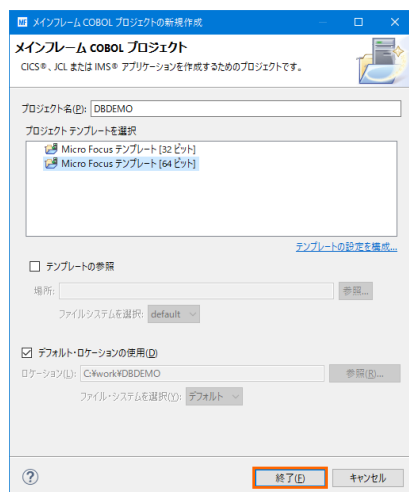 メインフレーム COBOL プロジェクトの新規作成
メインフレーム COBOL プロジェクト
CICS®、JCL または IMS® アプリケーションを作成するためのプロジェクトです。
プロジェクト名(P): DBDEMO
プロジェクト テンプレートを選択
Micro Focus テンプレート [32 ビット]
Micro Focus テンプレート [64 ビット]
テンプレートの設定を構成...
テンプレートの参照
場所: 参照...
ファイルシステムを選択: default
デフォルト・ロケーションの使用(D)
ロケーション(L): C:¥work¥DBDEMO 参照(R)...
ファイル・システムを選択(Y): デフォルト
終了(F) キャンセル